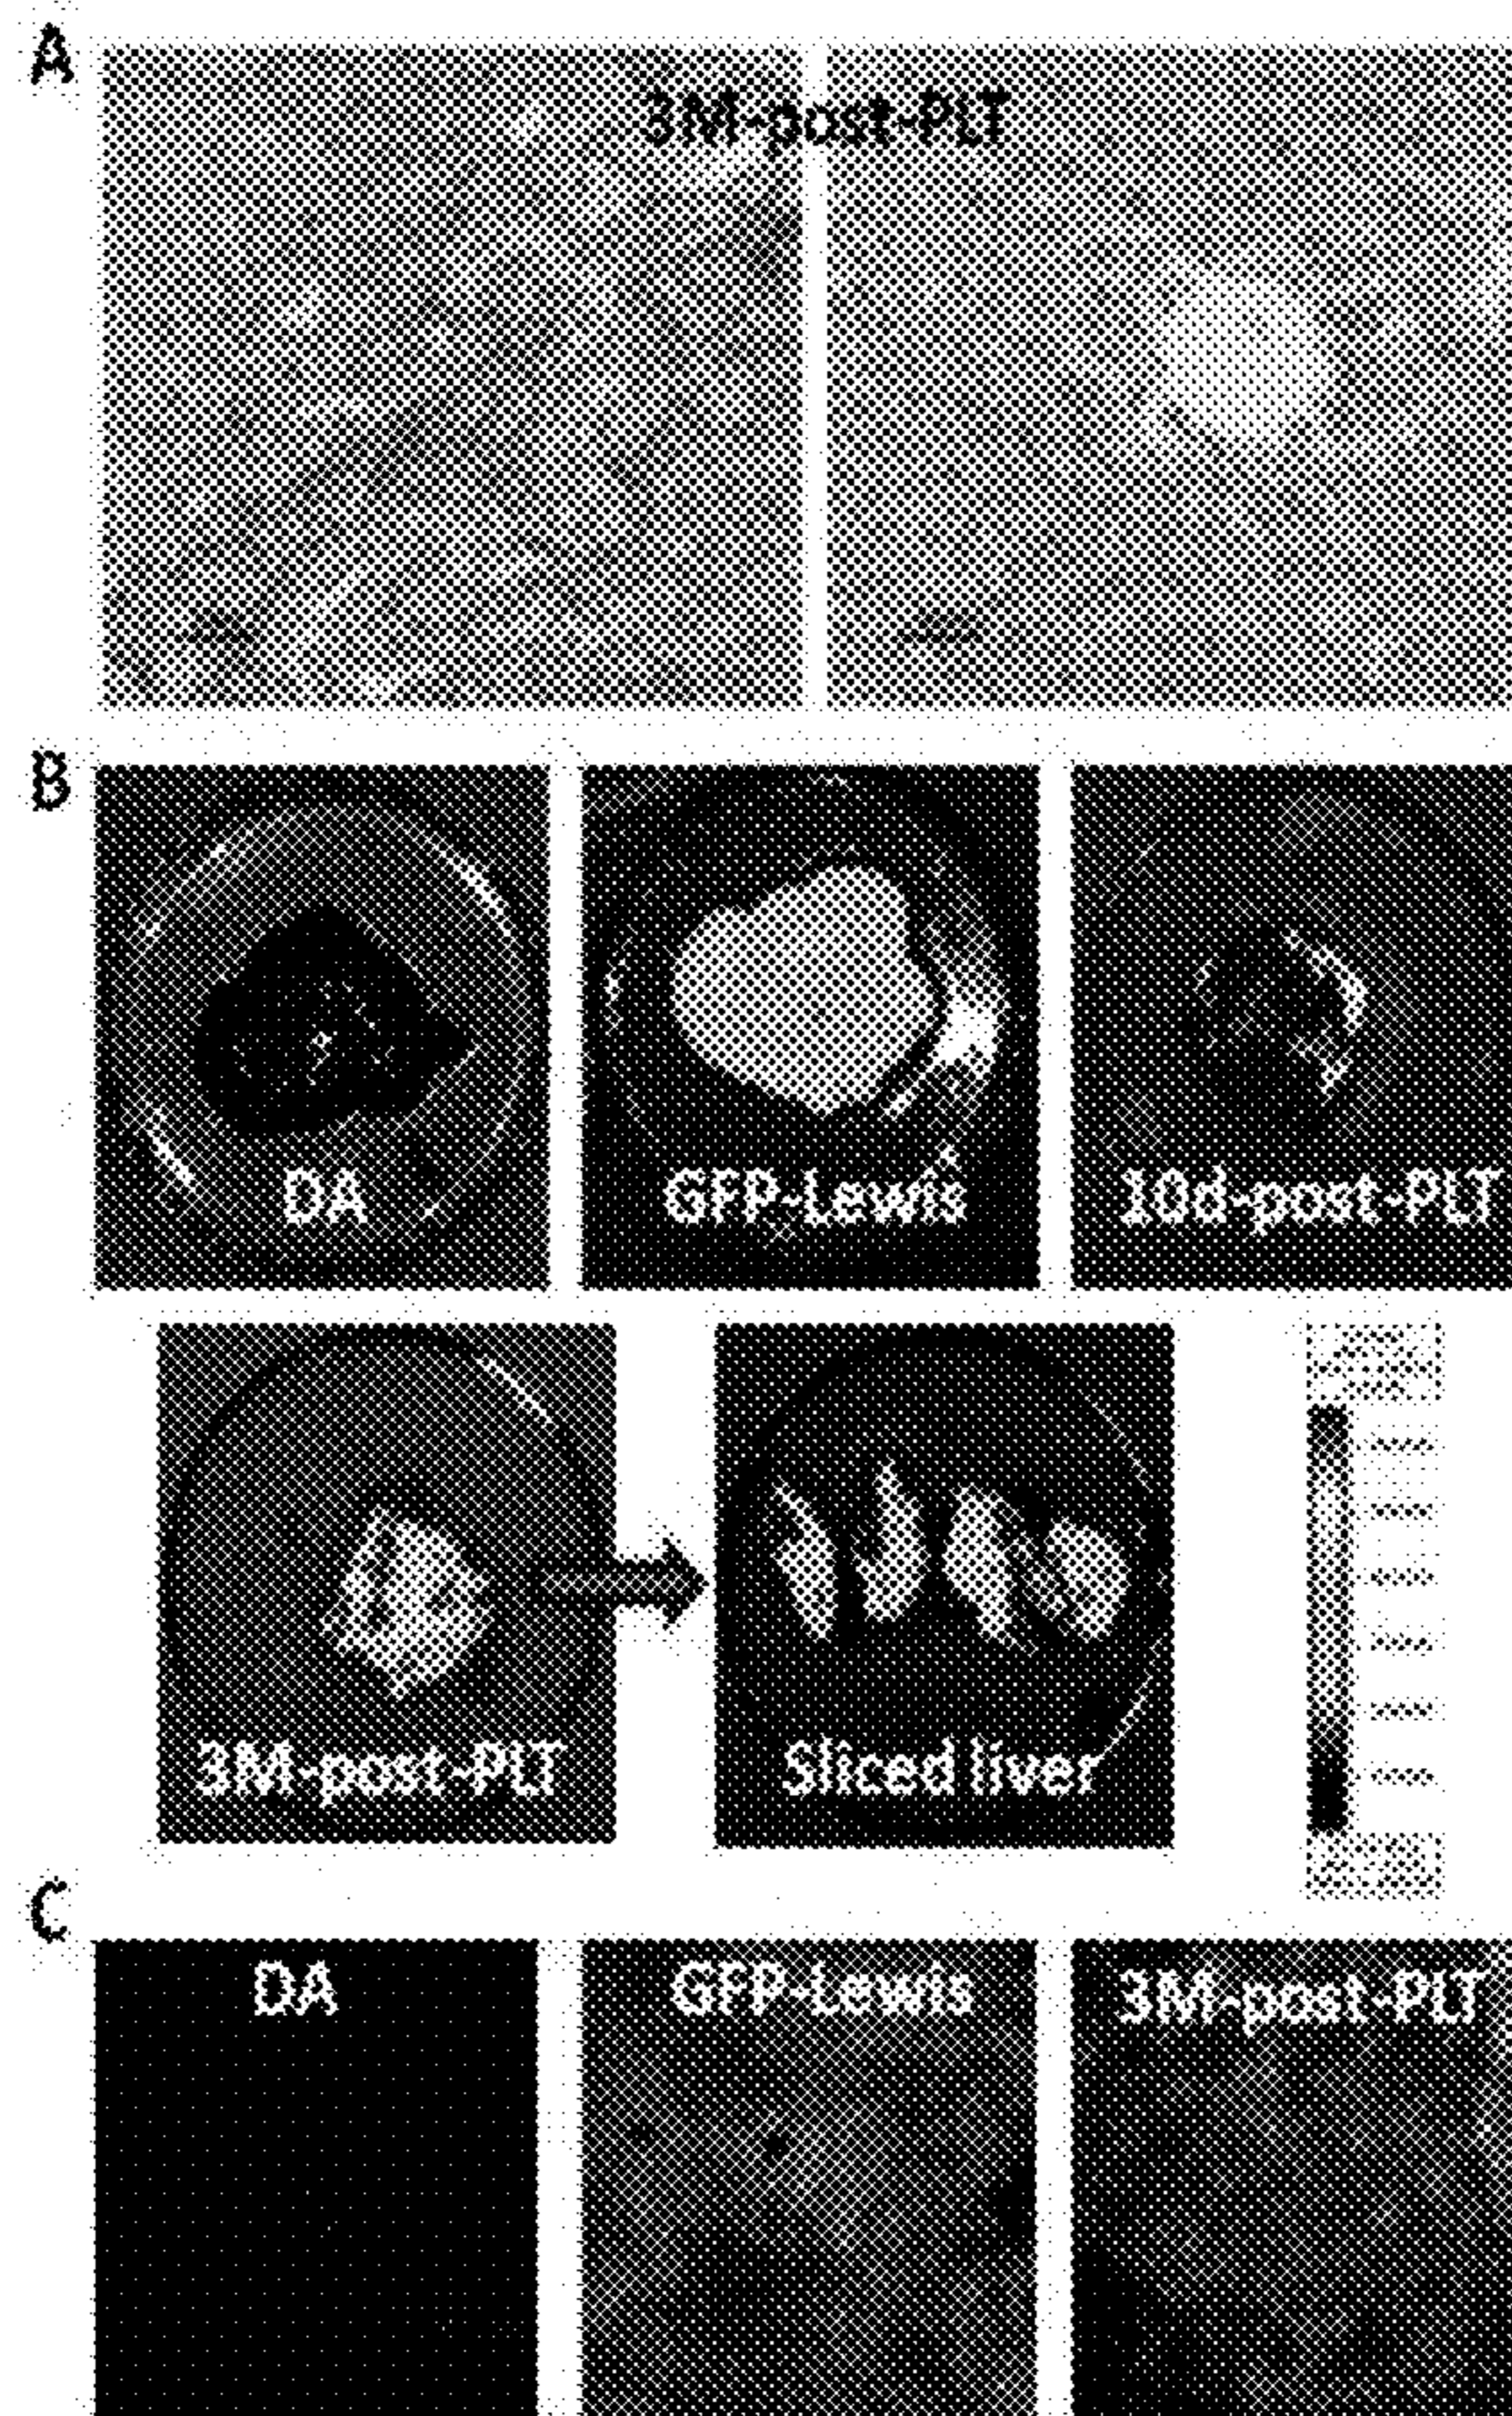 A
3M-post-PLT
B
DA
GFP-Lewis
10d-post-PLT
3M-post-PLT
Sliced liver
C
DA
GFP-Lewis
3M-post-PLT